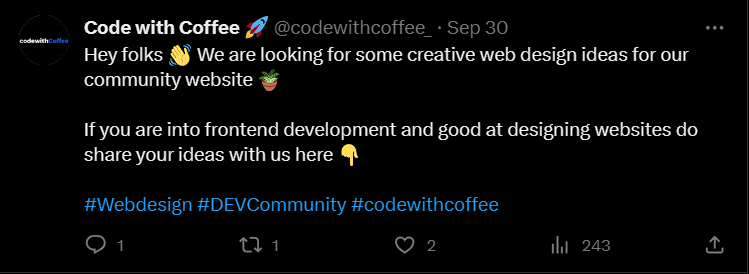 codewithCoffee
Code with Coffee 🚀 @codewithcoffee_ · Sep 30
Hey folks 👋 We are looking for some creative web design ideas for our
community website 🪴
If you are into frontend development and good at designing websites do
share your ideas with us here 👇
#Webdesign #DEVCommunity #codewithcoffee
1 1 2 243